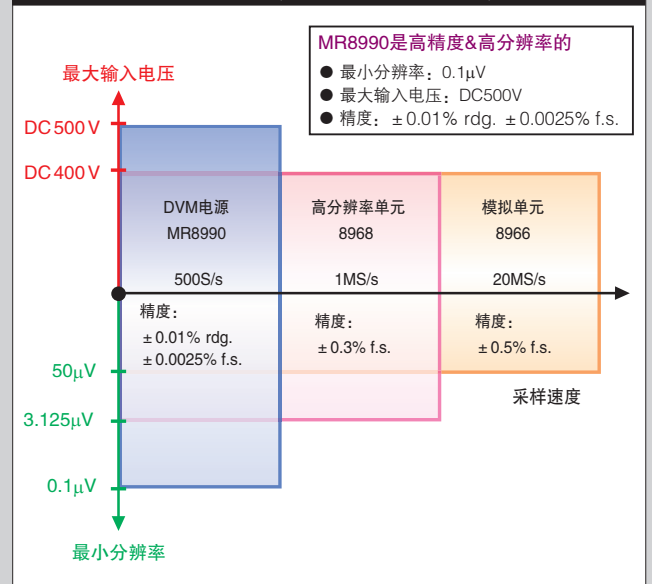 MR8990是高精度&高分辨率的
● 最小分辨率：0.1μV
● 最大输入电压：DC500V
● 精度：±0.01% rdg. ±0.0025% f.s.
最大输入电压
DC500V
DC400V
DVM电源
MR8990
500S/s
高分辨率单元
8968
1MS/s
模拟单元
8966
20MS/s
精度：
±0.01% rdg.
±0.0025% f.s.
精度：
±0.3% f.s.
精度：
±0.5% f.s.
50μV
3.125μV
0.1μV
采样速度
最小分辨率